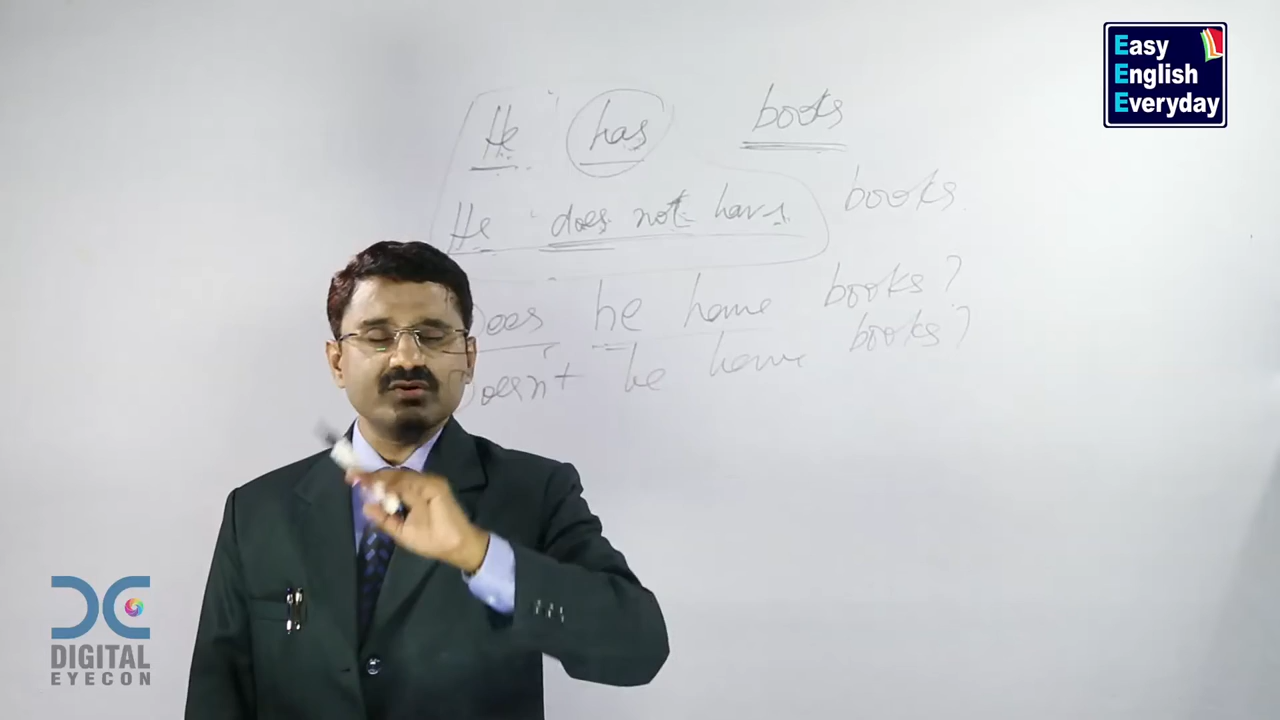 Easy
English
Everyday
He has books
He does not have books.
Does he have books?
Doesn't he have books?
DC
DIGITAL
EYECON